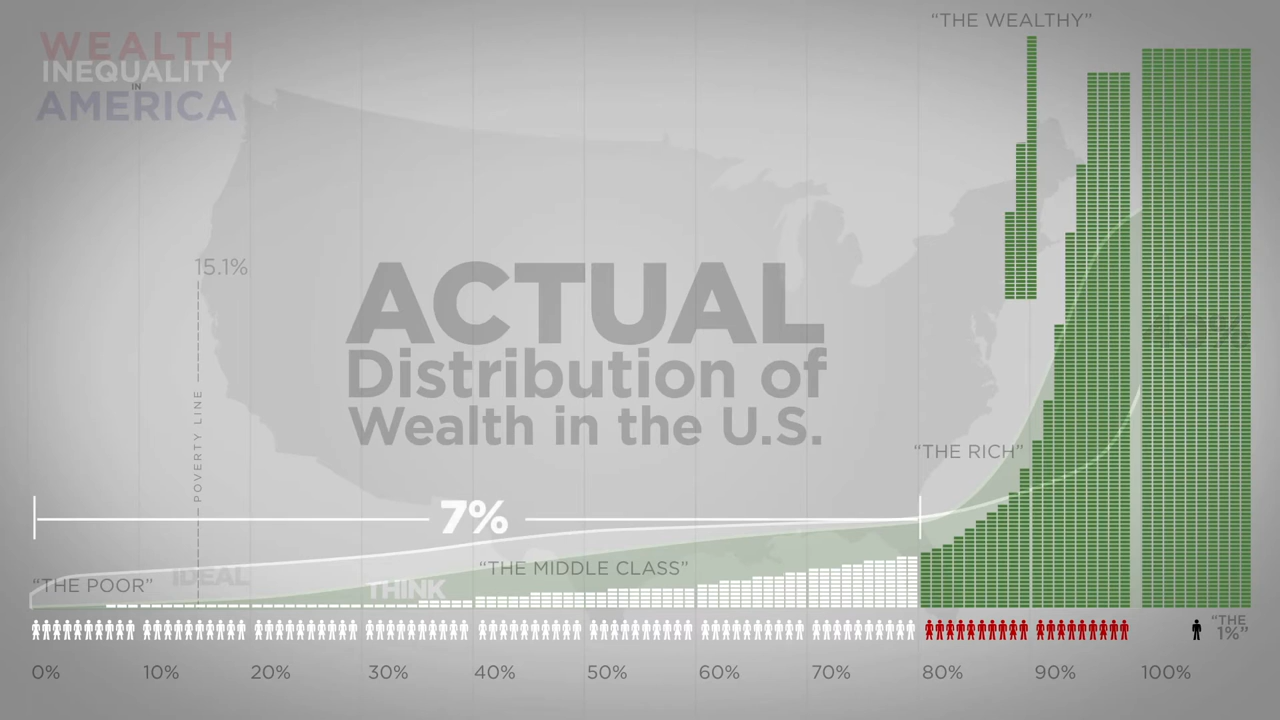 “THE WEALTHY”
WEALTH
INEQUALITY
IN
AMERICA
15.1%
ACTUAL
Distribution of
Wealth in the U.S.
POVERTY LINE
“THE RICH”
7%
“THE MIDDLE CLASS”
“THE POOR”
IDEAL
THINK
“THE
1%”
0% 10% 20% 30% 40% 50% 60% 70% 80% 90% 100%